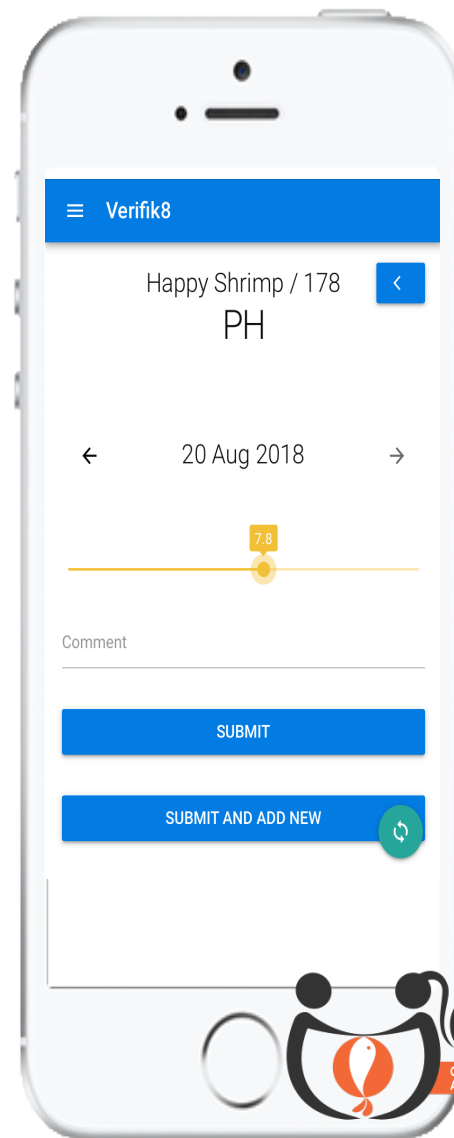 Verifik8
Happy Shrimp / 178
PH
20 Aug 2018
7.8
Comment
SUBMIT
SUBMIT AND ADD NEW